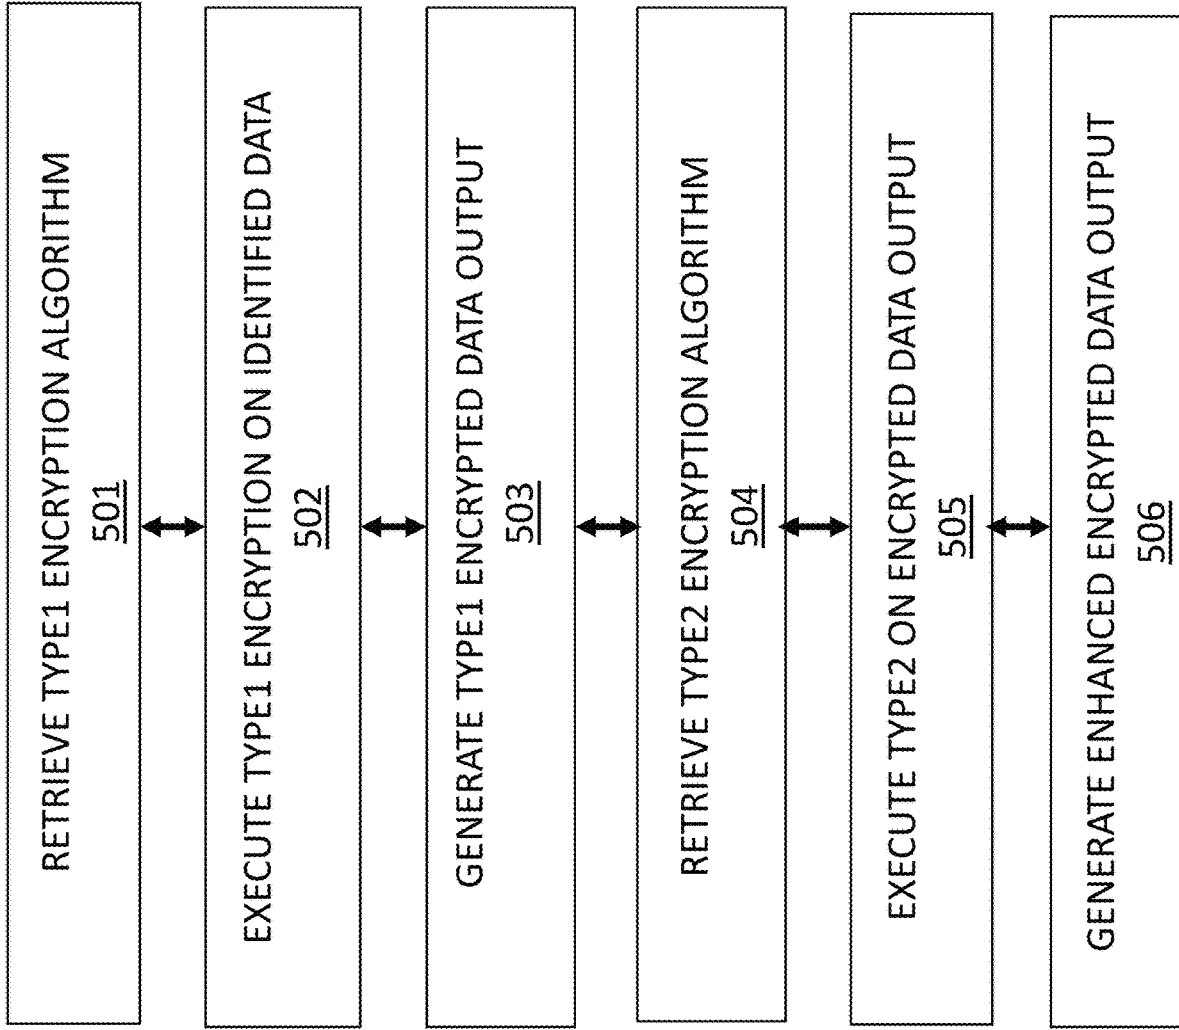 RETRIEVE TYPE1 ENCRYPTION ALGORITHM
501
EXECUTE TYPE1 ENCRYPTION ON IDENTIFIED DATA
502
GENERATE TYPE1 ENCRYPTED DATA OUTPUT
503
RETRIEVE TYPE2 ENCRYPTION ALGORITHM
504
EXECUTE TYPE2 ON ENCRYPTED DATA OUTPUT
505
GENERATE ENHANCED ENCRYPTED DATA OUTPUT
506